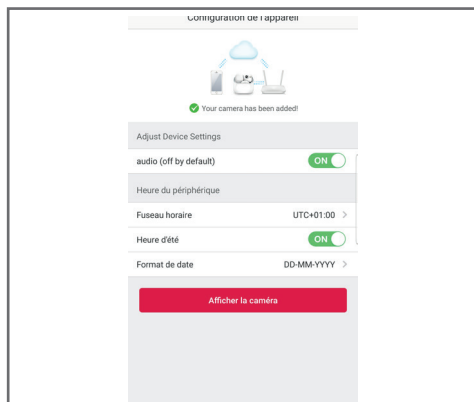 Configuration de l'appareil
Your camera has been added!
Adjust Device Settings
audio (off by default) ON
Heure du périphérique
Fuseau horaire UTC+01:00
Heure d'été ON
Format de date DD-MM-YYYY
Afficher la caméra